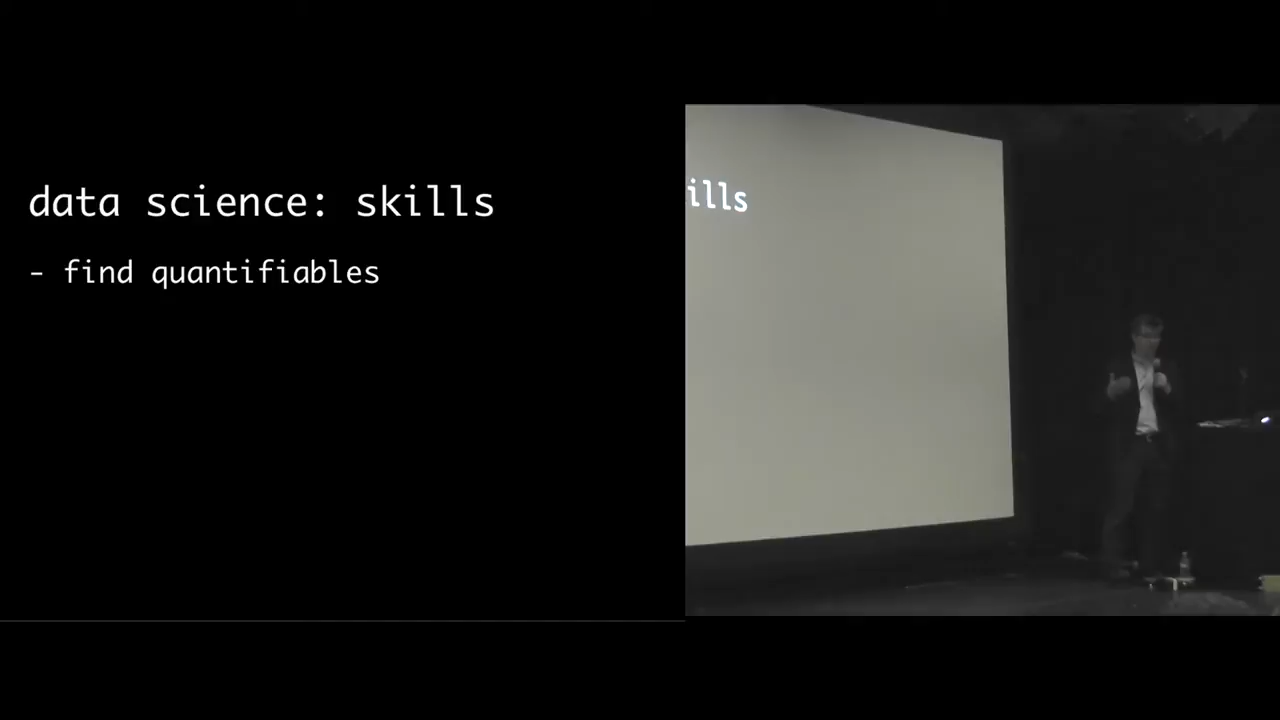 data science: skills
- find quantifiables
ills